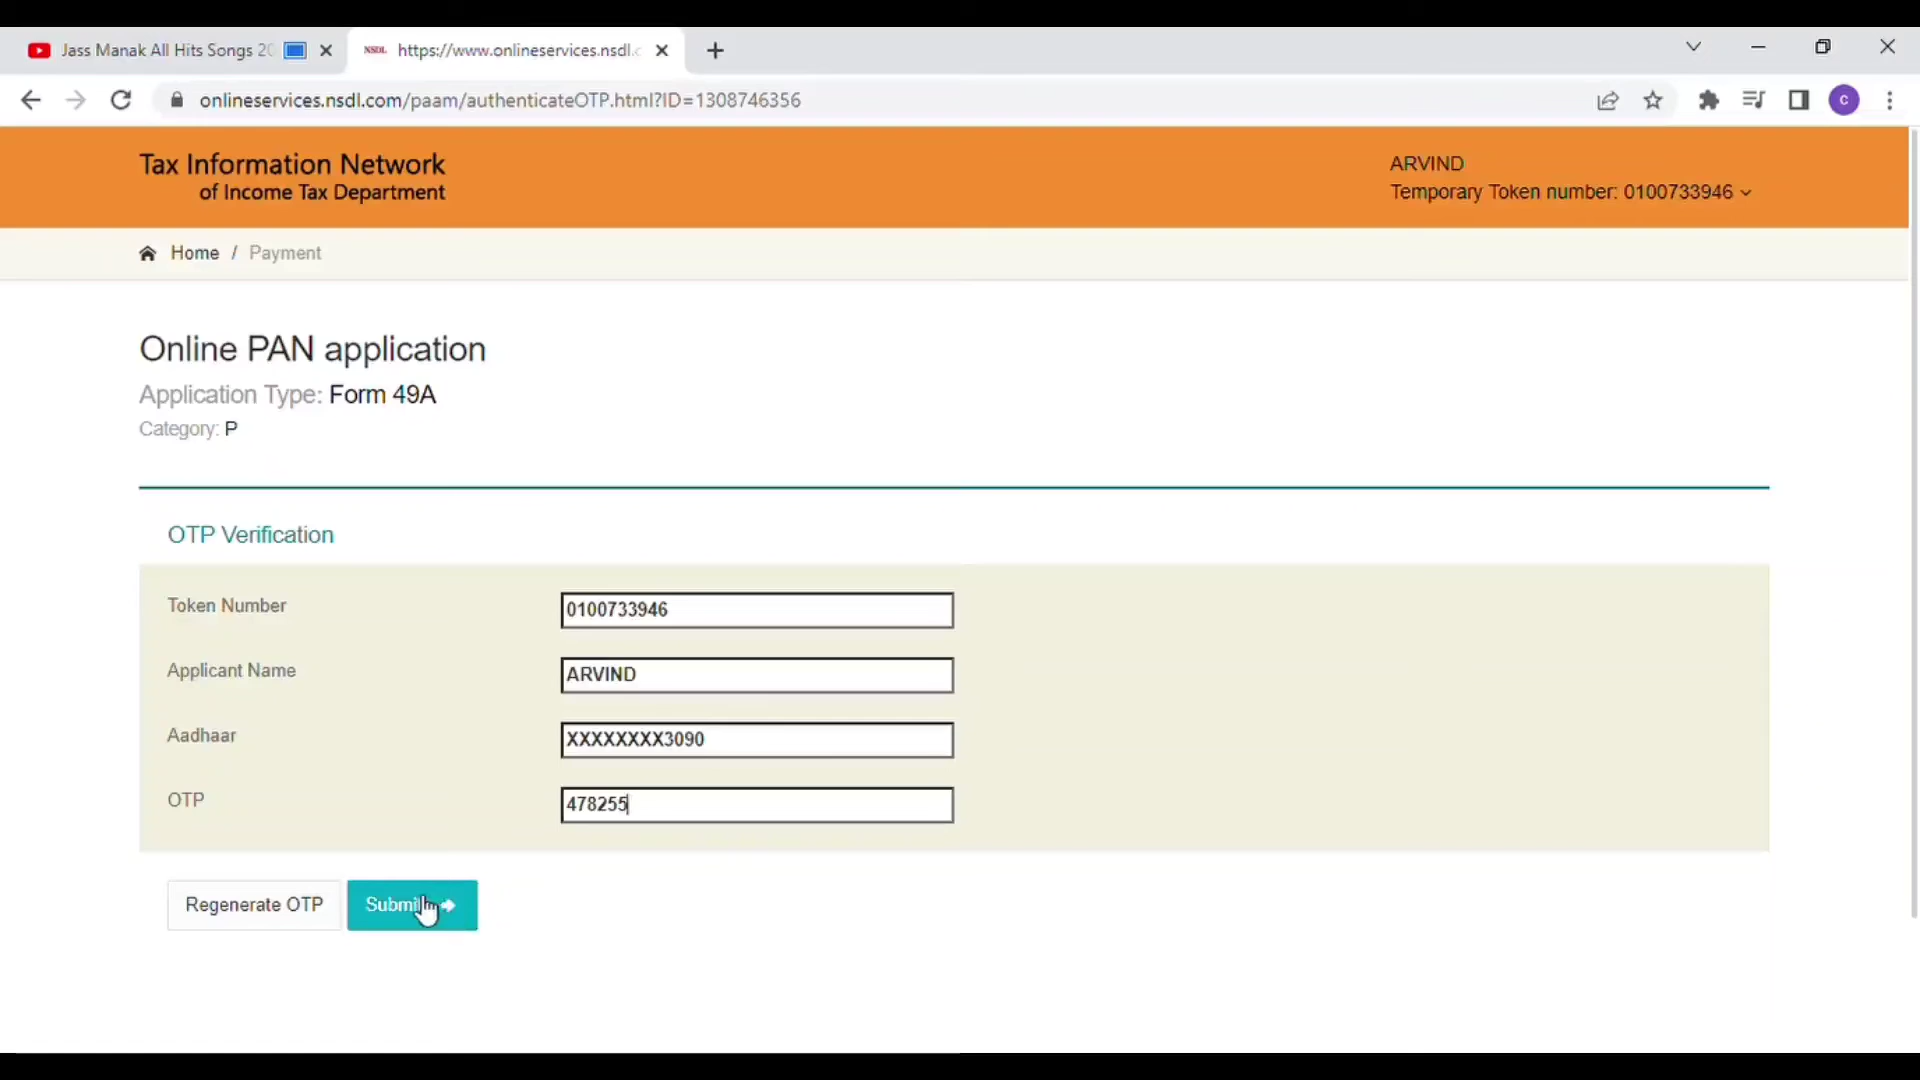 Jass Manak All Hits Songs 20
NSDL https://www.onlineservices.nsdl.c
onlineservices.nsdl.com/paam/authenticateOTP.html?ID=1308746356
C
Tax Information Network
of Income Tax Department
ARVIND
Temporary Token number: 0100733946
Home / Payment
Online PAN application
Application Type: Form 49A
Category: P
OTP Verification
Token Number 0100733946
Applicant Name ARVIND
Aadhaar XXXXXXXX3090
OTP 478255
Regenerate OTP Submit